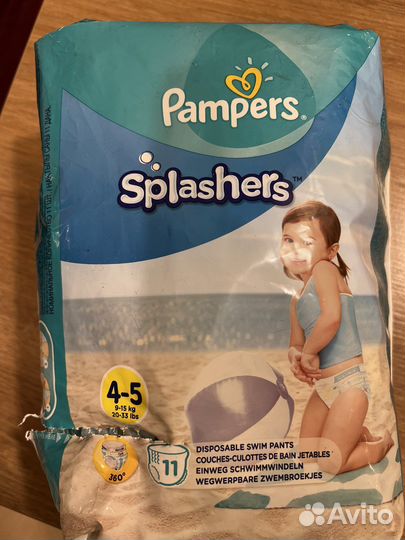 Pampers®
Splashers™
4-5
9-15 kg
20-33 lbs
360°
11
DISPOSABLE SWIM PANTS
COUCHES-CULOTTES DE BAIN JETABLES
EINWEG SCHWIMMWINDELN
WEGWERPBARE ZWEMBROEKJES
Avito